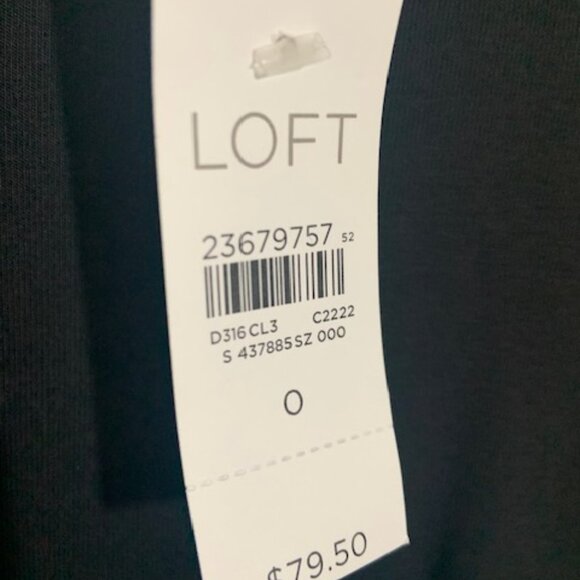 LOFT
23679757 52
D316 CL3 C2222
S 437885 SZ 000
0
$79.50